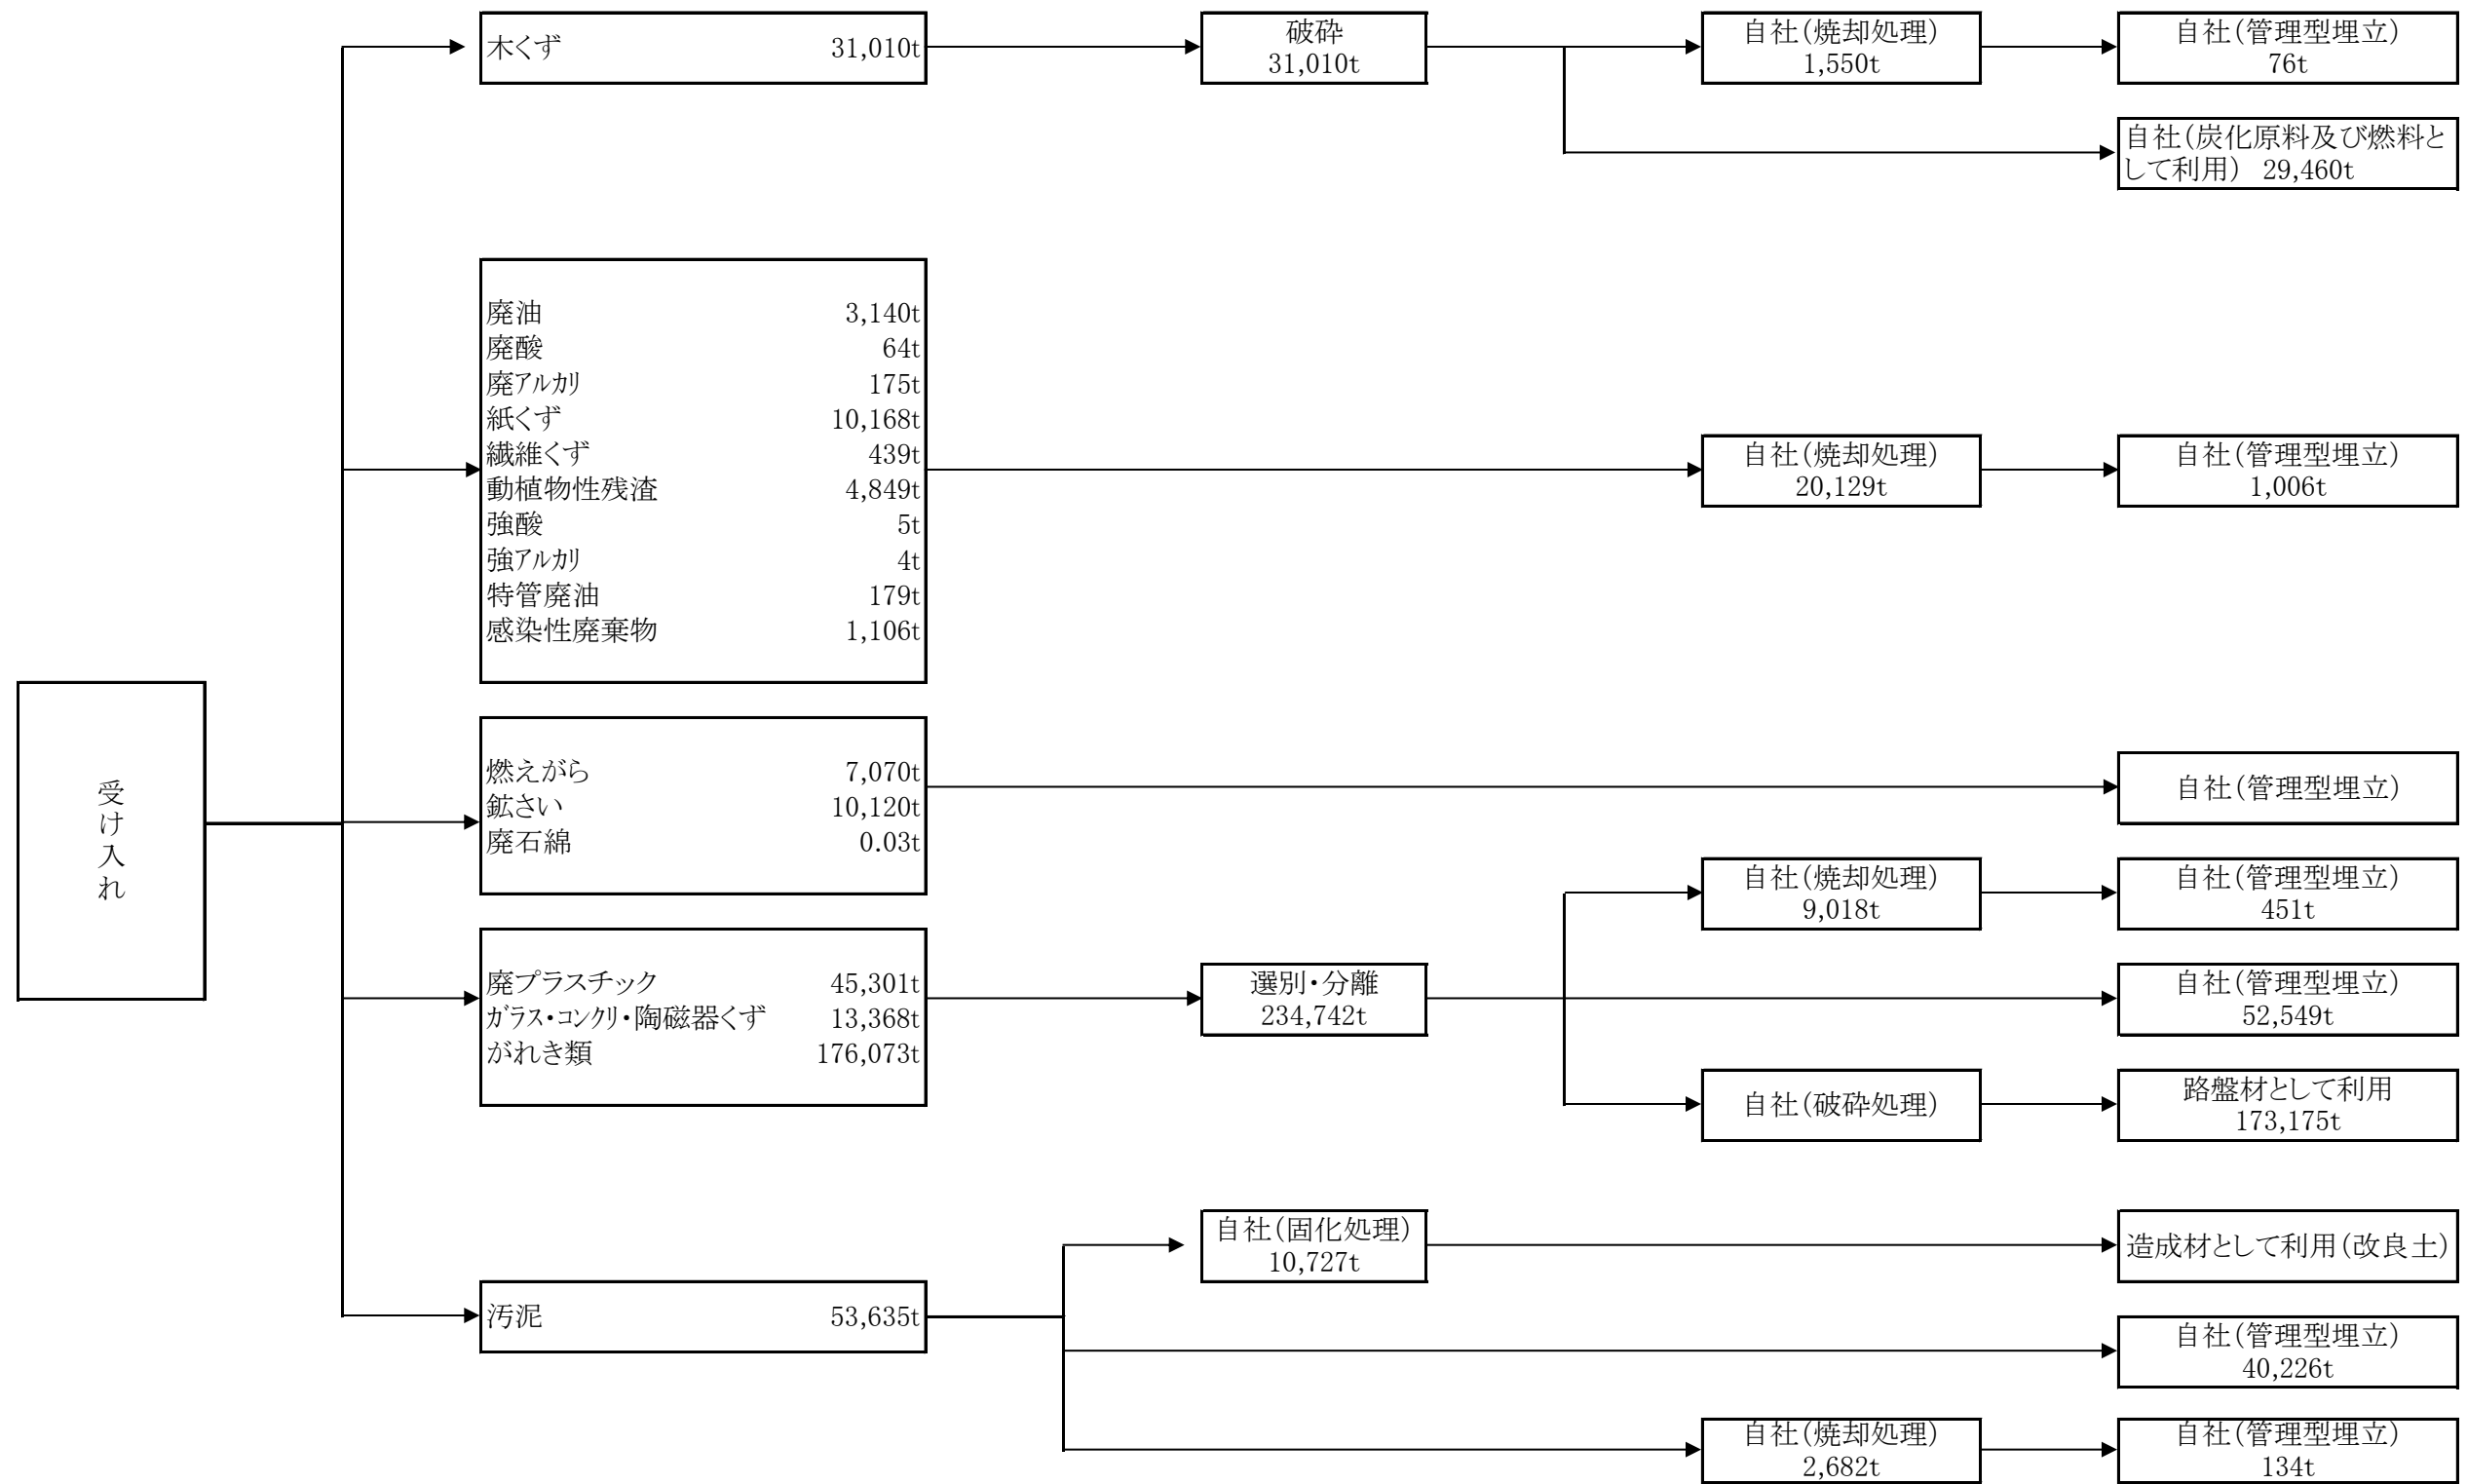 木くず 31,010t
破砕
31,010t
自社(焼却処理)
1,550t
自社(管理型埋立)
76t
自社(炭化原料及び燃料と
して利用) 29,460t
廃油 3,140t
廃酸 64t
廃アルカリ 175t
紙くず 10,168t
繊維くず 439t
動植物性残渣 4,849t
強酸 5t
強アルカリ 4t
特管廃油 179t
感染性廃棄物 1,106t
自社(焼却処理)
20,129t
自社(管理型埋立)
1,006t
受け入れ
燃えがら 7,070t
鉱さい 10,120t
廃石綿 0.03t
自社(管理型埋立)
廃プラスチック 45,301t
ガラス・コンクリ・陶磁器くず 13,368t
がれき類 176,073t
選別・分離
234,742t
自社(焼却処理)
9,018t
自社(管理型埋立)
451t
自社(管理型埋立)
52,549t
自社(破砕処理)
路盤材として利用
173,175t
汚泥 53,635t
自社(固化処理)
10,727t
造成材として利用(改良土)
自社(管理型埋立)
40,226t
自社(焼却処理)
2,682t
自社(管理型埋立)
134t